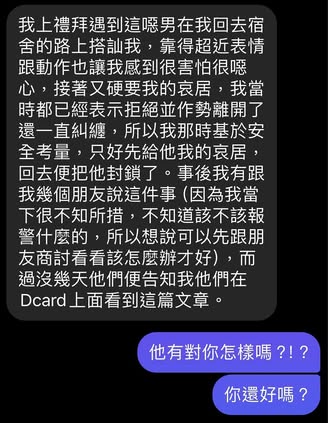 我上禮拜遇到這噁男在我回去宿
舍的路上搭訕我，靠得超近表情
跟動作也讓我感到很害怕很噁
心，接著又硬要我的哀居，我當
時都已經表示拒絕並作勢離開了
還一直糾纏，所以我那時基於安
全考量，只好先給他我的哀居，
回去便把他封鎖了。事後我有跟
我幾個朋友說這件事（因為我當
下很不知所措，不知道該不該報
警什麼的，所以想說可以先跟朋
友商討看看該怎麼辦才好），而
過沒幾天他們便告知我他們在
Dcard上面看到這篇文章。
他有對你怎樣嗎？！？
你還好嗎？